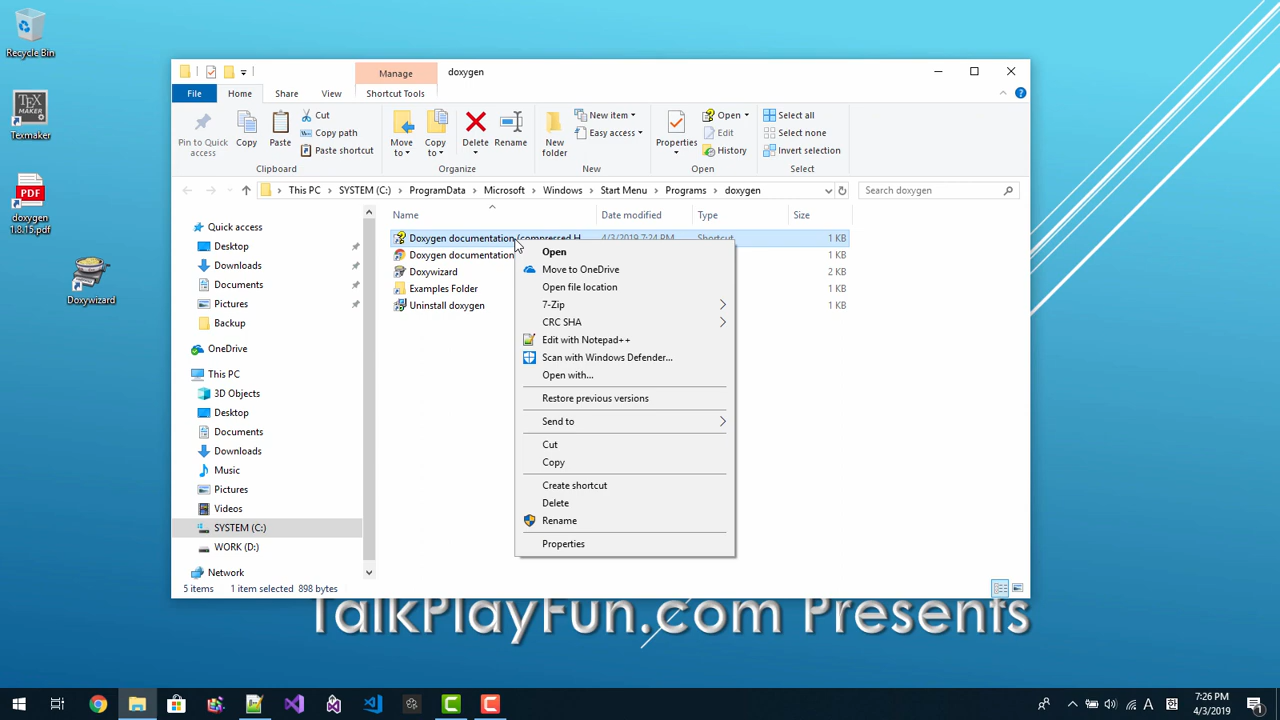 Recycle Bin
TEX
MAKER
Texmaker
PDF
doxygen
1.8.15.pdf
Doxywizard
Manage
doxygen
File
Home
Share
View
Shortcut Tools
Pin to Quick
access
Copy
Paste
Cut
Copy path
Paste shortcut
Clipboard
Move
to
Copy
to
Delete
Rename
Organize
New
folder
New item
Easy access
New
Properties
Open
Edit
History
Open
Select all
Select none
Invert selection
Select
This PC
SYSTEM (C:)
ProgramData
Microsoft
Windows
Start Menu
Programs
doxygen
Search doxygen
Name
Date modified
Type
Size
Doxygen documentation (compressed H...
4/3/2019 7:24 PM
Shortcut
1 KB
Doxygen documentation
1 KB
Doxywizard
2 KB
Examples Folder
1 KB
Uninstall doxygen
1 KB
Quick access
Desktop
Downloads
Documents
Pictures
Backup
OneDrive
This PC
3D Objects
Desktop
Documents
Downloads
Music
Pictures
Videos
SYSTEM (C:)
WORK (D:)
Network
Open
Move to OneDrive
Open file location
7-Zip
CRC SHA
Edit with Notepad++
Scan with Windows Defender...
Open with...
Restore previous versions
Send to
Cut
Copy
Create shortcut
Delete
Rename
Properties
5 items
1 item selected
898 bytes
TalkPlayFun.com Presents
A
7:26 PM
4/3/2019
1